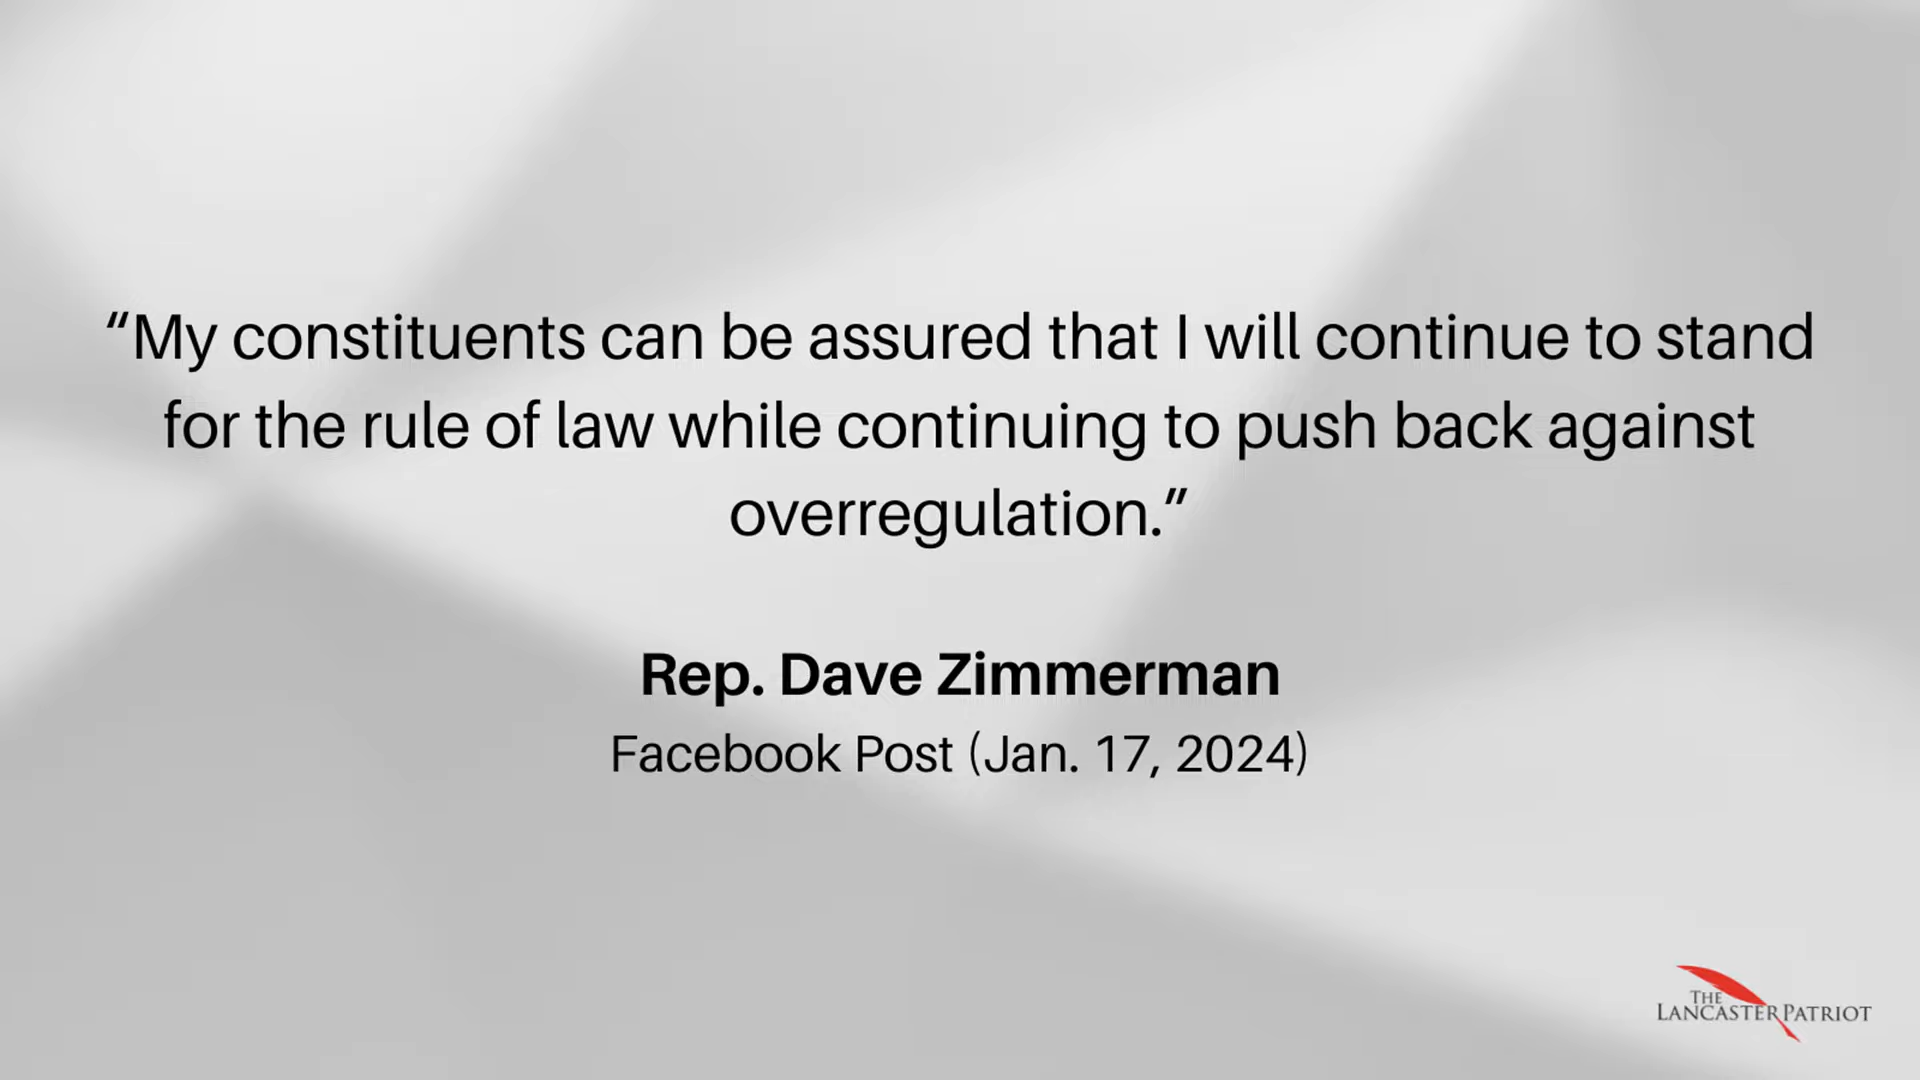 “My constituents can be assured that I will continue to stand
for the rule of law while continuing to push back against
overregulation.”
Rep. Dave Zimmerman
Facebook Post (Jan. 17, 2024)
THE
LANCASTER PATRIOT